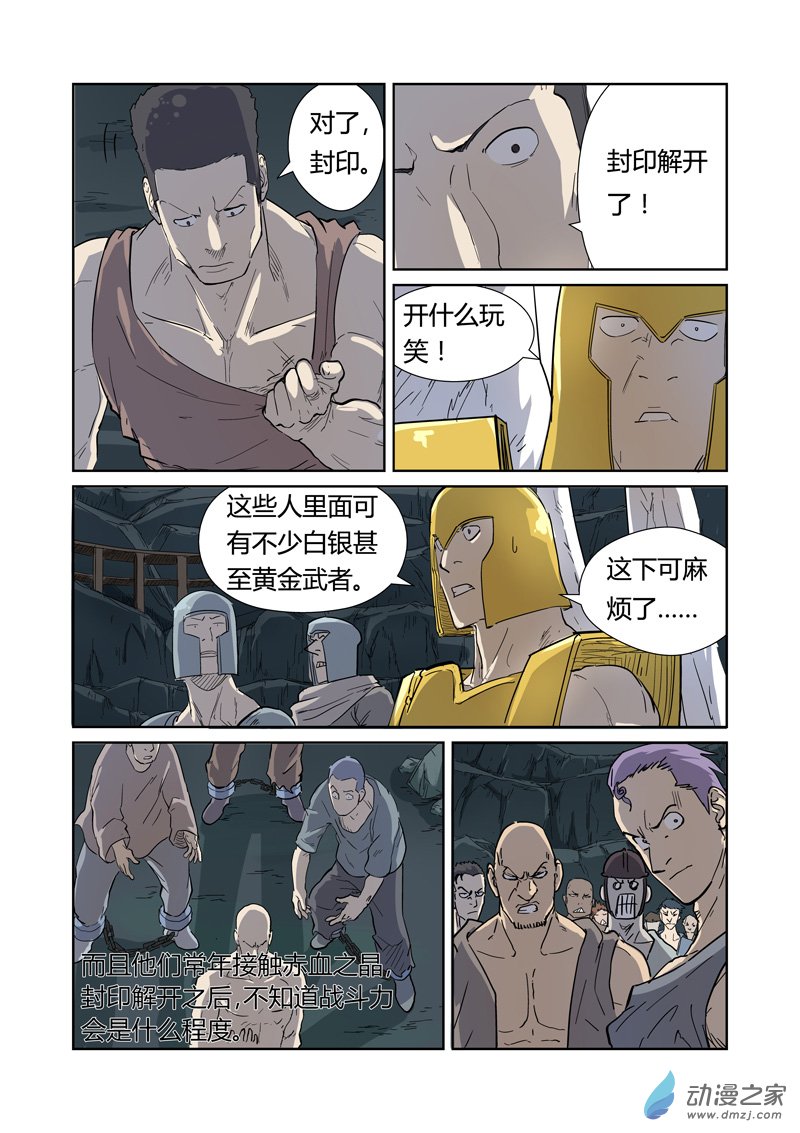 对了，
封印。
封印解开
了！
开什么玩
笑！
这些人里面可
有不少白银甚
至黄金武者。
这下可麻
烦了……
而且他们常年接触赤血之晶，
封印解开之后，不知道战斗力
会是什么程度。
动漫之家
www.dmzj.com